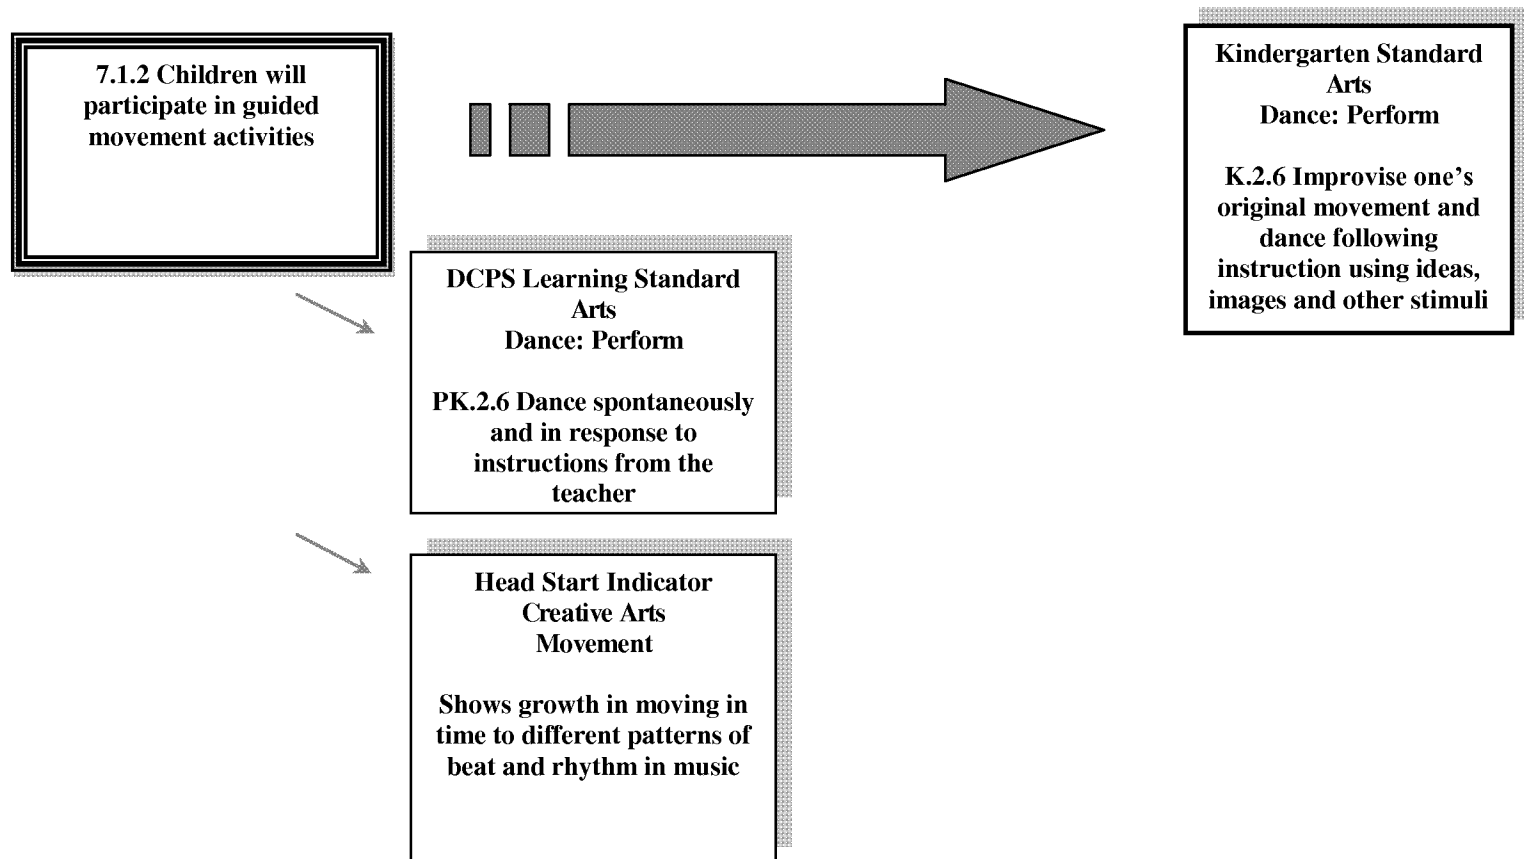 7.1.2 Children will
participate in guided
movement activities
Kindergarten Standard
Arts
Dance: Perform
K.2.6 Improvise one’s
original movement and
dance following
instruction using ideas,
images and other stimuli
DCPS Learning Standard
Arts
Dance: Perform
PK.2.6 Dance spontaneously
and in response to
instructions from the
teacher
Head Start Indicator
Creative Arts
Movement
Shows growth in moving in
time to different patterns of
beat and rhythm in music